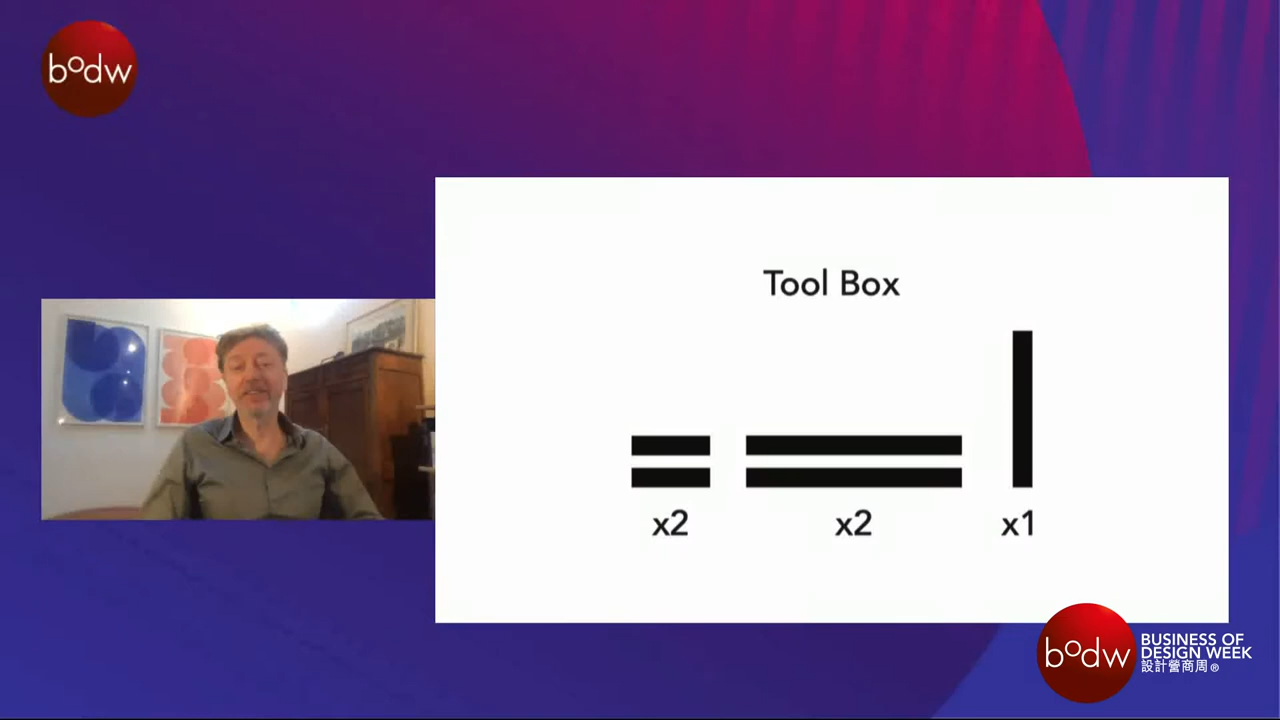 bodw
Tool Box
x2
x2
x1
bodw
BUSINESS OF
DESIGN WEEK
設計營商周®